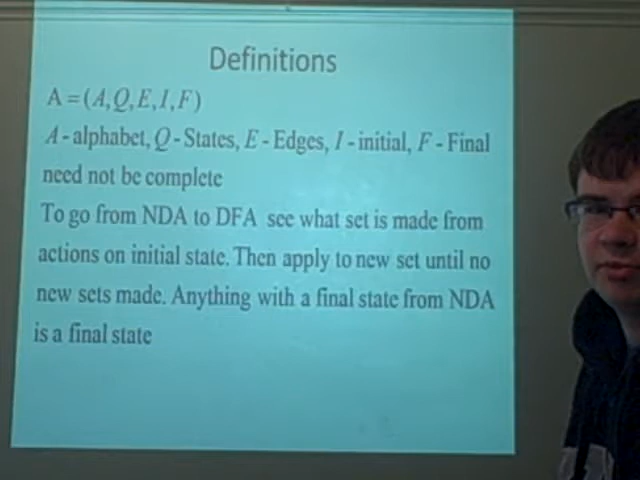 Definitions
A = (A,Q,E,I,F)
A - alphabet, Q - States, E - Edges, I - initial, F - Final
need not be complete
To go from NDA to DFA see what set is made from
actions on initial state. Then apply to new set until no
new sets made. Anything with a final state from NDA
is a final state